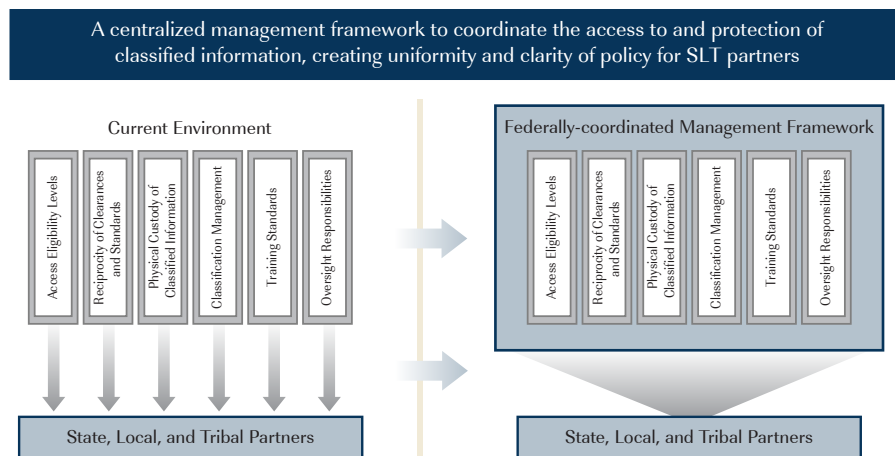 A centralized management framework to coordinate the access to and protection of
classified information, creating uniformity and clarity of policy for SLT partners
Current Environment
Access Eligibility Levels
Reciprocity of Clearances
and Standards
Physical Custody of
Classified Information
Classification Management
Training Standards
Oversight Responsibilities
State, Local, and Tribal Partners
Federally-coordinated Management Framework
Access Eligibility Levels
Reciprocity of Clearances
and Standards
Physical Custody of
Classified Information
Classification Management
Training Standards
Oversight Responsibilities
State, Local, and Tribal Partners